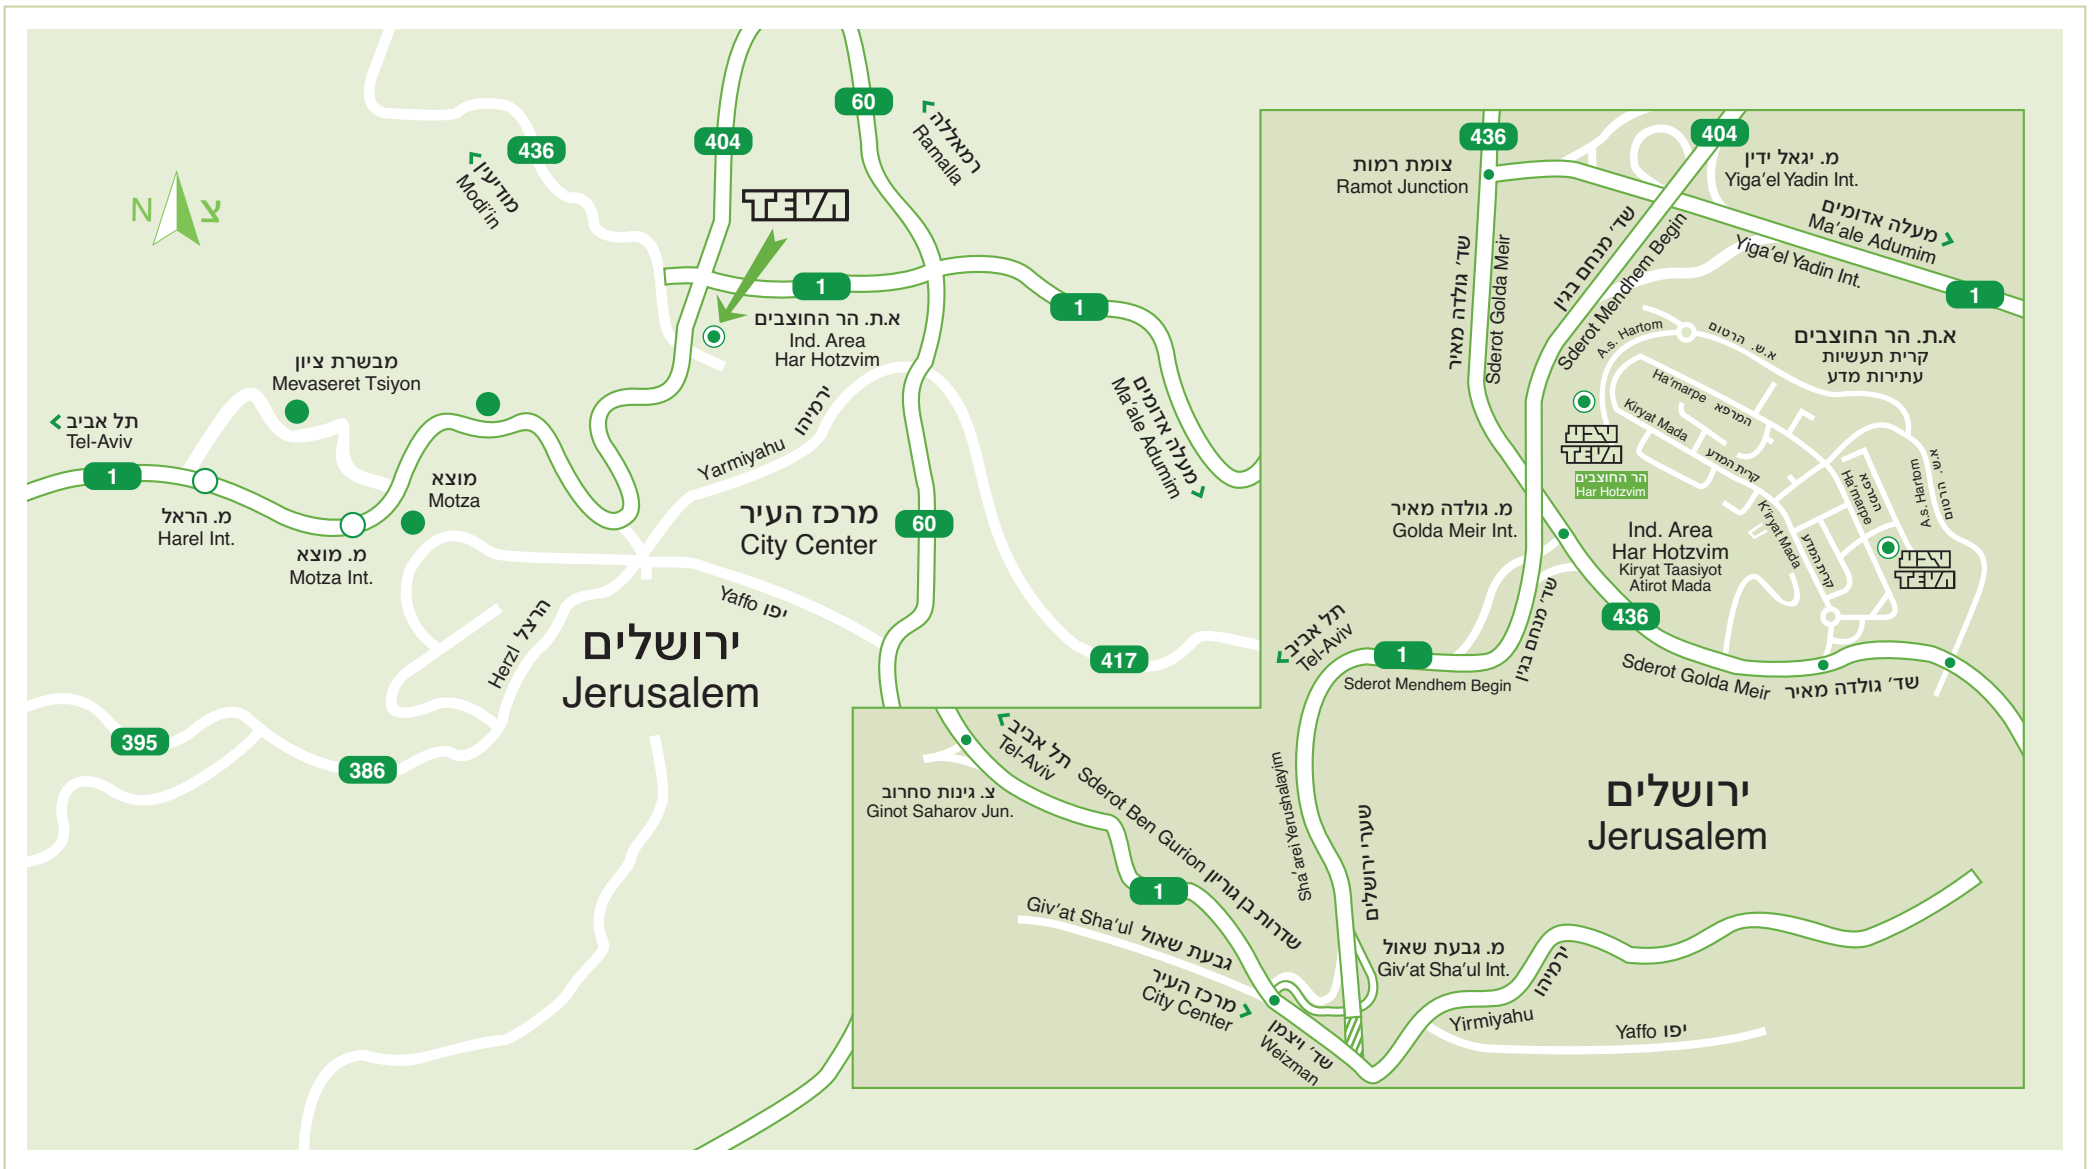 N צ
436
מודיעין
Modi'in
404
60
רמאללה
Ramalla
TEVA
1
1
א.ת. הר החוצבים
Ind. Area
Har Hotzvim
מעלה אדומים
Ma'ale Adumim
מבשרת ציון
Mevaseret Tsiyon
תל אביב
Tel-Aviv
1
מ. הראל
Harel Int.
מ. מוצא
Motza Int.
מוצא
Motza
ירמיהו
Yarmiyahu
מרכז העיר
City Center
60
Yaffo יפו
Herzl הרצל
ירושלים
Jerusalem
417
395
386
436
404
צומת רמות
Ramot Junction
מ. יגאל ידין
Yiga'el Yadin Int.
מעלה אדומים
Ma'ale Adumim
Yiga'el Yadin Int.
1
שד׳ גולדה מאיר
Sderot Golda Meir
שד׳ מנחם בגין
Sderot Mendhem Begin
A.s. Hartom
א.ש. הרטום
א.ת. הר החוצבים
קרית תעשיות
עתירות מדע
Ha'marpe המרפא
Kiryat Mada
קרית המדע
TEVA
הר החוצבים
Har Hotzvim
המרפא
Ha'marpe
A.s. Hartom
א.ש. הרטום
K'iryat Mada
קרית המדע
TEVA
מ. גולדה מאיר
Golda Meir Int.
Ind. Area
Har Hotzvim
Kiryat Taasiyot
Atirot Mada
436
שד׳ מנחם בגין
תל אביב
Tel-Aviv
1
Sderot Mendhem Begin
Sderot Golda Meir שד׳ גולדה מאיר
תל אביב
Tel-Aviv
צ. גינות סחרוב
Ginot Saharov Jun.
Sderot Ben Gurion שדרות בן גוריון
1
Sha'arei Yerushalayim
שערי ירושלים
ירושלים
Jerusalem
Giv'at Sha'ul גבעת שאול
מרכז העיר
City Center
מ. גבעת שאול
Giv'at Sha'ul Int.
שד׳ ויצמן
Weizman
ירמיהו
Yirmiyahu
Yaffo יפו